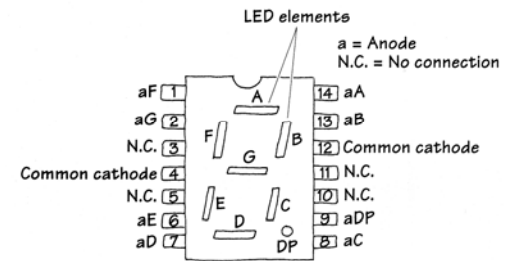 LED elements
a = Anode
N.C. = No connection
aF 1 A 14 aA
aG 2 F B 13 aB
N.C. 3 12 Common cathode
Common cathode 4 G 11 N.C.
N.C. 5 10 N.C.
aE 6 E C 9 aDP
aD 7 D DP 8 aC